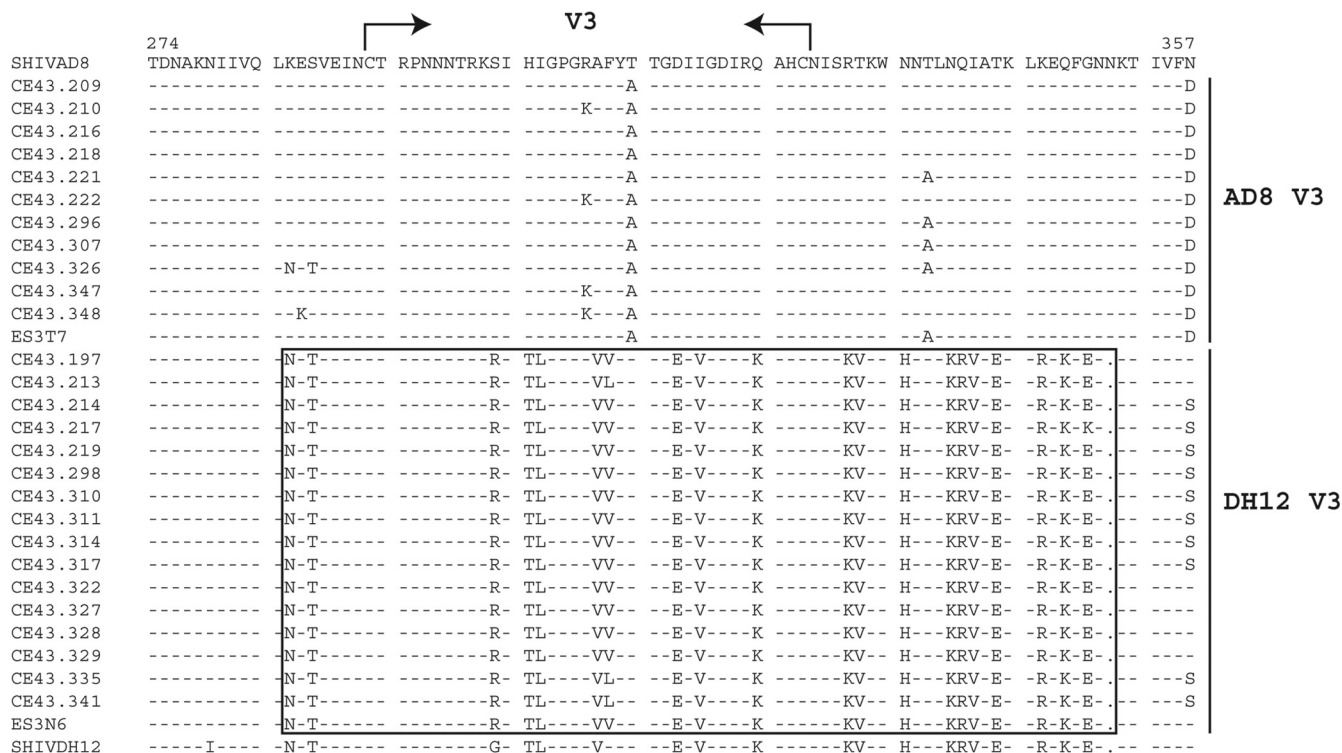 V3
274 357
SHIVAD8 TDNAKNIIVQ LKESVEINCT RPNNNTRKSI HIGPGRAFYT TGDIIGDIRQ AHCNISRTKW NNTLNQIATK LKEQFGNNKT IVFN
CE43.209 ---------- ---------- ---------- ---------A ---------- ---------- ---------- ---------- ---D
CE43.210 ---------- ---------- ---------- -----K---A ---------- ---------- ---------- ---------- ---D
CE43.216 ---------- ---------- ---------- ---------A ---------- ---------- ---------- ---------- ---D
CE43.218 ---------- ---------- ---------- ---------A ---------- ---------- ---------- ---------- ---D
CE43.221 ---------- ---------- ---------- ---------A ---------- ---------- --A------- ---------- ---D
CE43.222 ---------- ---------- ---------- -----K---A ---------- ---------- ---------- ---------- ---D
CE43.296 ---------- ---------- ---------- ---------A ---------- ---------- --A------- ---------- ---D
CE43.307 ---------- ---------- ---------- ---------A ---------- ---------- --A------- ---------- ---D
CE43.326 ---------- -N-T------ ---------- ---------A ---------- ---------- --A------- ---------- ---D
CE43.347 ---------- ---------- ---------- -----K---A ---------- ---------- ---------- ---------- ---D
CE43.348 ---------- --K------- ---------- -----K---A ---------- ---------- ---------- ---------- ---D
ES3T7 ---------- ---------- ---------- ---------A ---------- ---------- --A------- ---------- ---D
AD8 V3
CE43.197 ---------- -N-T------ --------R- TL----VV-- --E-V----K ------KV-- H---KRV-E- -R-K-E-.-- ----
CE43.213 ---------- -N-T------ --------R- TL----VL-- --E-V----K ------KV-- H---KRV-E- -R-K-E-.-- ----
CE43.214 ---------- -N-T------ --------R- TL----VV-- --E-V----K ------KV-- H---KRV-E- -R-K-E-.-- ---S
CE43.217 ---------- -N-T------ --------R- TL----VV-- --E-V----K ------KV-- H---KRV-E- -R-K-K-.-- ---S
CE43.219 ---------- -N-T------ --------R- TL----VV-- --E-V----K ------KV-- H---KRV-E- -R-K-E-.-- ---S
CE43.298 ---------- -N-T------ --------R- TL----VV-- --E-V----K ------KV-- H---KRV-E- -R-K-E-.-- ---S
CE43.310 ---------- -N-T------ --------R- TL----VV-- --E-V----K ------KV-- H---KRV-E- -R-K-E-.-- ---S
CE43.311 ---------- -N-T------ --------R- TL----VV-- --E-V----K ------KV-- H---KRV-E- -R-K-E-.-- ---S
CE43.314 ---------- -N-T------ --------R- TL----VV-- --E-V----K ------KV-- H---KRV-E- -R-K-E-.-- ---S
CE43.317 ---------- -N-T------ --------R- TL----VV-- --E-V----K ------KV-- H---KRV-E- -R-K-E-.-- ---S
CE43.322 ---------- -N-T------ --------R- TL----VV-- --E-V----K ------KV-- H---KRV-E- -R-K-E-.-- ----
CE43.327 ---------- -N-T------ --------R- TL----VV-- --E-V----K ------KV-- H---KRV-E- -R-K-E-.-- ----
CE43.328 ---------- -N-T------ --------R- TL----VV-- --E-V----K ------KV-- H---KRV-E- -R-K-E-.-- ----
CE43.329 ---------- -N-T------ --------R- TL----VV-- --E-V----K ------KV-- H---KRV-E- -R-K-E-.-- ----
CE43.335 ---------- -N-T------ --------R- TL----VL-- --E-V----K ------KV-- H---KRV-E- -R-K-E-.-- ---S
CE43.341 ---------- -N-T------ --------R- TL----VL-- --E-V----K ------KV-- H---KRV-E- -R-K-E-.-- ---S
ES3N6 ---------- -N-T------ --------R- TL----VV-- --E-V----K ------KV-- H---KRV-E- -R-K-E-.-- ----
DH12 V3
SHIVDH12 -----I---- -N-T------ --------G- TL----V--- --E-V----K ------KV-- H---KRV-E- -R-K-E-.-- ----